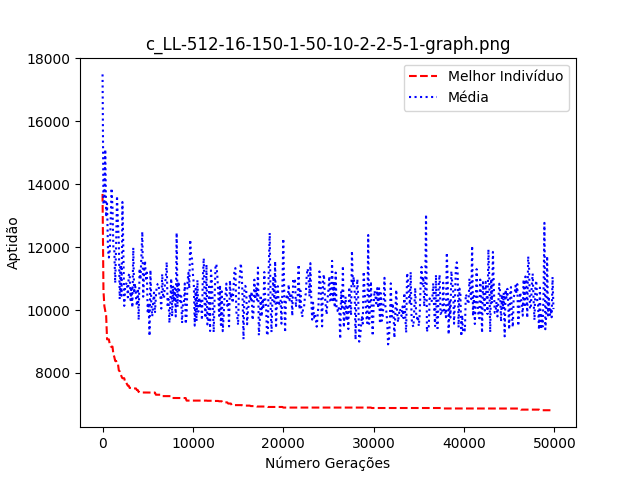 c_LL-512-16-150-1-50-10-2-2-5-1-graph.png
18000
16000
14000
12000
10000
8000
Aptidão
Melhor Indivíduo
Média
0
10000
20000
30000
40000
50000
Número Gerações